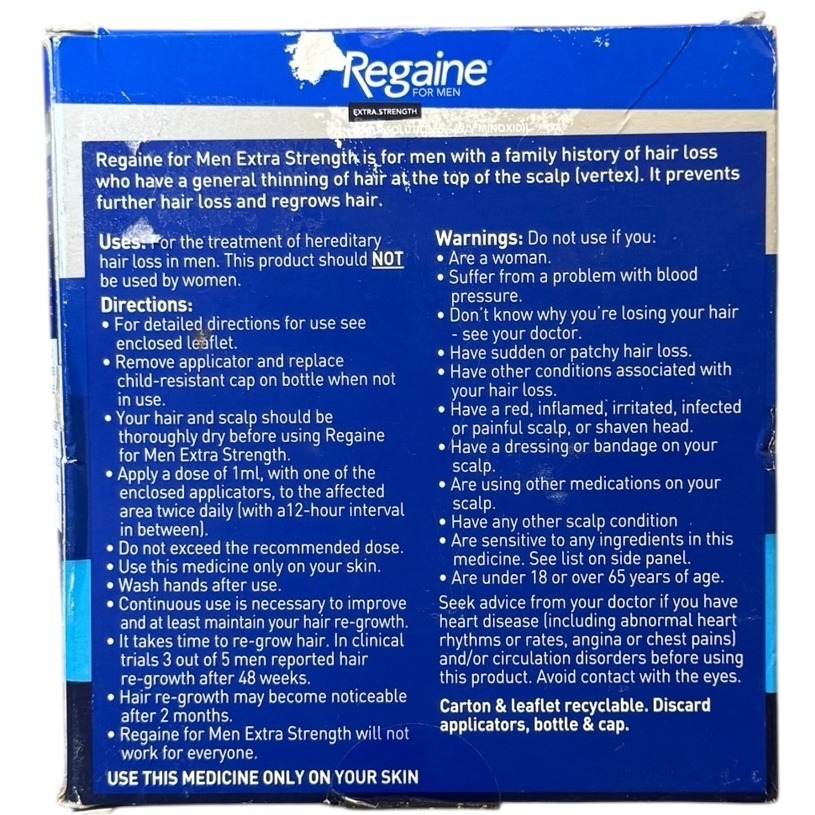 Regaine
FOR MEN
EXTRA STRENGTH
SOLUTION MINOXIDIL
Regaine for Men Extra Strength is for men with a family history of hair loss
who have a general thinning of hair at the top of the scalp (vertex). It prevents
further hair loss and regrows hair.
Uses: For the treatment of hereditary
hair loss in men. This product should NOT
be used by women.
Directions:
• For detailed directions for use see
enclosed leaflet.
• Remove applicator and replace
child-resistant cap on bottle when not
in use.
• Your hair and scalp should be
thoroughly dry before using Regaine
for Men Extra Strength.
• Apply a dose of 1ml, with one of the
enclosed applicators, to the affected
area twice daily (with a12-hour interval
in between).
• Do not exceed the recommended dose.
• Use this medicine only on your skin.
• Wash hands after use.
• Continuous use is necessary to improve
and at least maintain your hair re-growth.
• It takes time to re-grow hair. In clinical
trials 3 out of 5 men reported hair
re-growth after 48 weeks.
• Hair re-growth may become noticeable
after 2 months.
• Regaine for Men Extra Strength will not
work for everyone.
USE THIS MEDICINE ONLY ON YOUR SKIN
Warnings: Do not use if you:
• Are a woman.
• Suffer from a problem with blood
pressure.
• Don't know why you're losing your hair
- see your doctor.
• Have sudden or patchy hair loss.
• Have other conditions associated with
your hair loss.
• Have a red, inflamed, irritated, infected
or painful scalp, or shaven head.
• Have a dressing or bandage on your
scalp.
• Are using other medications on your
scalp.
• Have any other scalp condition
• Are sensitive to any ingredients in this
medicine. See list on side panel.
• Are under 18 or over 65 years of age.
Seek advice from your doctor if you have
heart disease (including abnormal heart
rhythms or rates, angina or chest pains)
and/or circulation disorders before using
this product. Avoid contact with the eyes.
Carton & leaflet recyclable. Discard
applicators, bottle & cap.